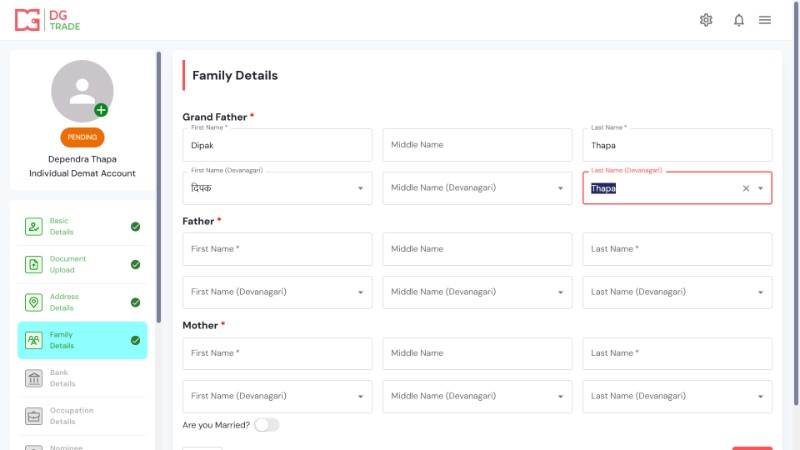 DG
TRADE
PENDING
Dependra Thapa
Individual Demat Account
Basic
Details
Document
Upload
Address
Details
Family
Details
Bank
Details
Occupation
Details
Nominee
Family Details
Grand Father *
First Name *
Dipak
Middle Name
Last Name *
Thapa
First Name (Devanagari)
दिपक
Middle Name (Devanagari)
Last Name (Devanagari)
Thapa
Father *
First Name *
Middle Name
Last Name *
First Name (Devanagari)
Middle Name (Devanagari)
Last Name (Devanagari)
Mother *
First Name *
Middle Name
Last Name *
First Name (Devanagari)
Middle Name (Devanagari)
Last Name (Devanagari)
Are you Married?